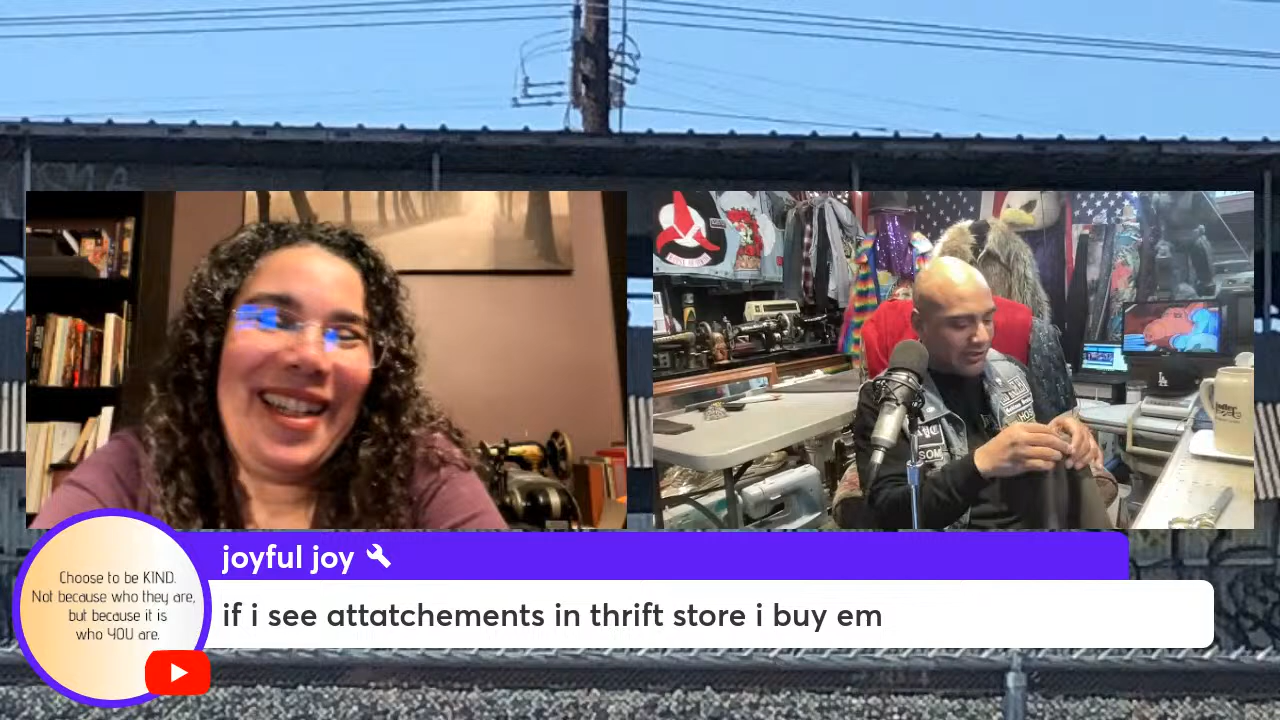 joyful joy
if i see attatchements in thrift store i buy em
Choose to be KIND.
Not because who they are,
but because it is
who YOU are.